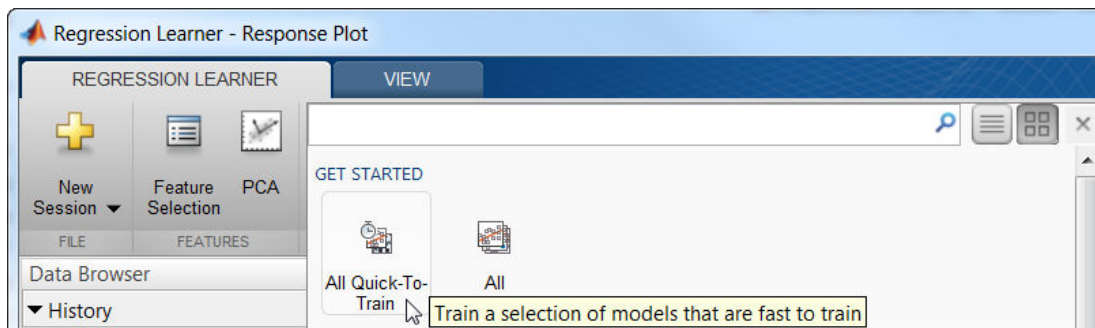 Regression Learner - Response Plot
REGRESSION LEARNER
VIEW
New
Session
Feature
Selection
PCA
FILE
FEATURES
GET STARTED
All Quick-To-
Train
All
Train a selection of models that are fast to train
Data Browser
History